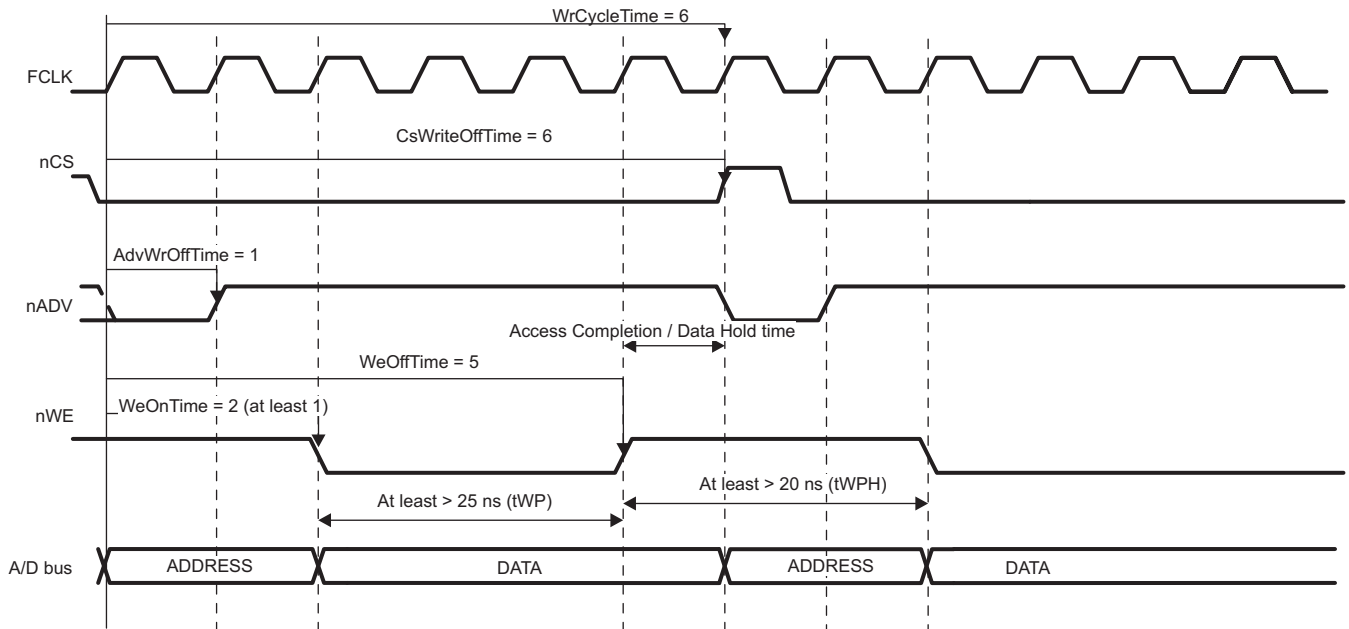 WrCycleTime = 6
FCLK
CsWriteOffTime = 6
nCS
AdvWrOffTime = 1
nADV
Access Completion / Data Hold time
WeOffTime = 5
WeOnTime = 2 (at least 1)
nWE
At least > 25 ns (tWP)
At least > 20 ns (tWPH)
A/D bus
ADDRESS
DATA
ADDRESS
DATA